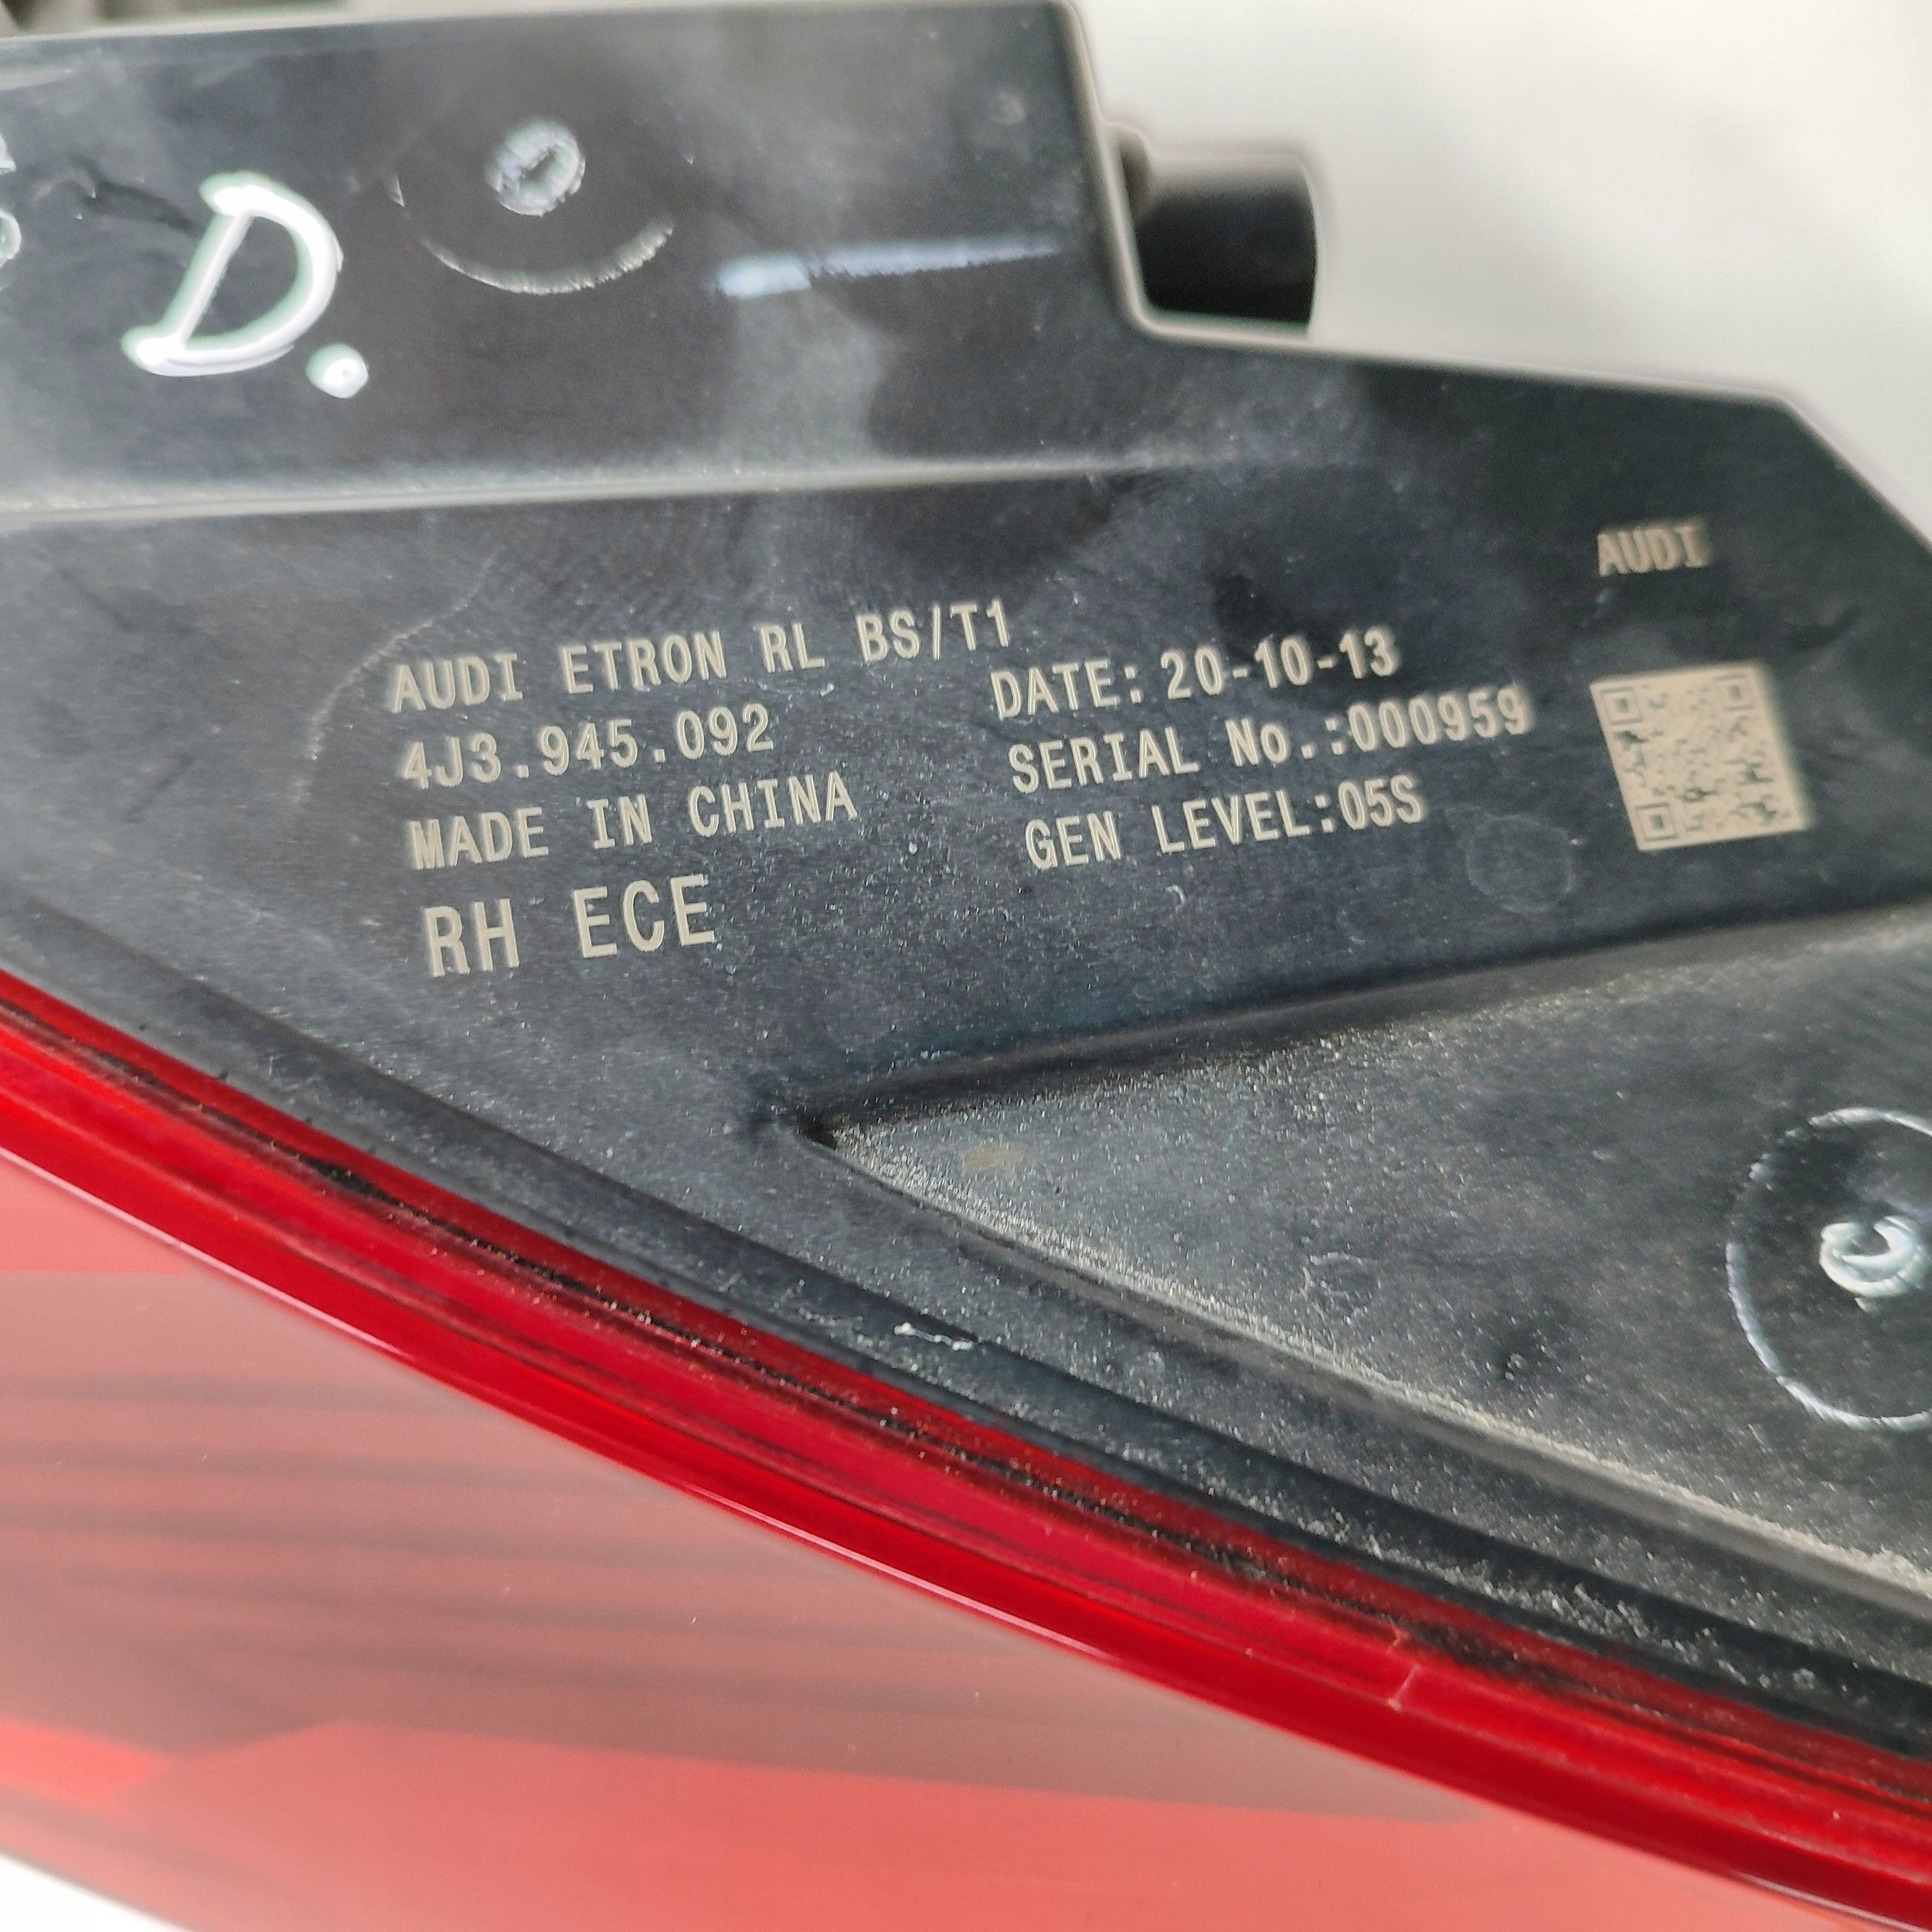 D.
AUDI
AUDI ETRON RL BS/T1
4J3.945.092
MADE IN CHINA
RH ECE
DATE: 20-10-13
SERIAL No.:000959
GEN LEVEL:05S